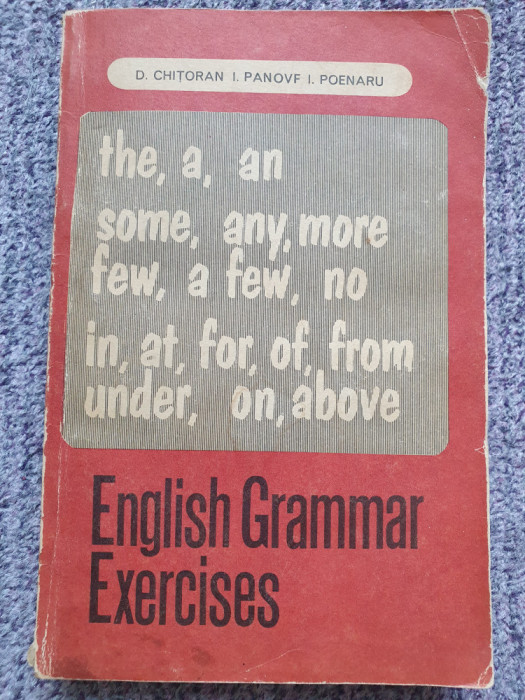 D. CHIȚORAN I. PANOVF I. POENARU
the, a, an
some, any, more
few, a few, no
in, at, for, of, from
under, on, above
English Grammar
Exercises